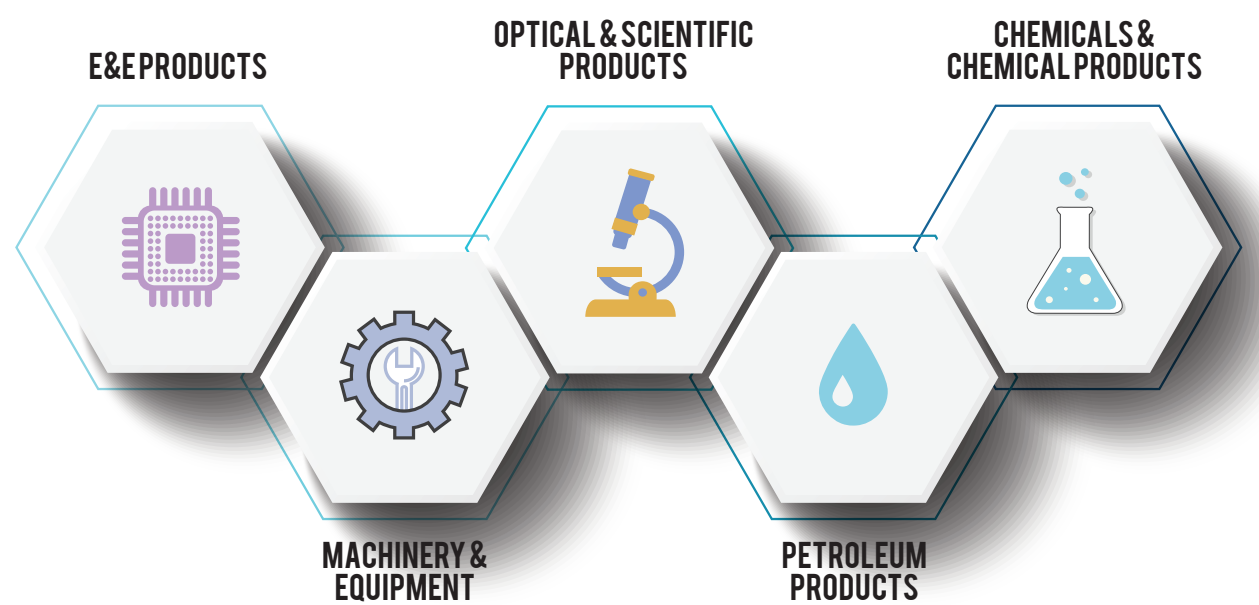 E&E PRODUCTS
OPTICAL & SCIENTIFIC
PRODUCTS
CHEMICALS &
CHEMICAL PRODUCTS
MACHINERY &
EQUIPMENT
PETROLEUM
PRODUCTS